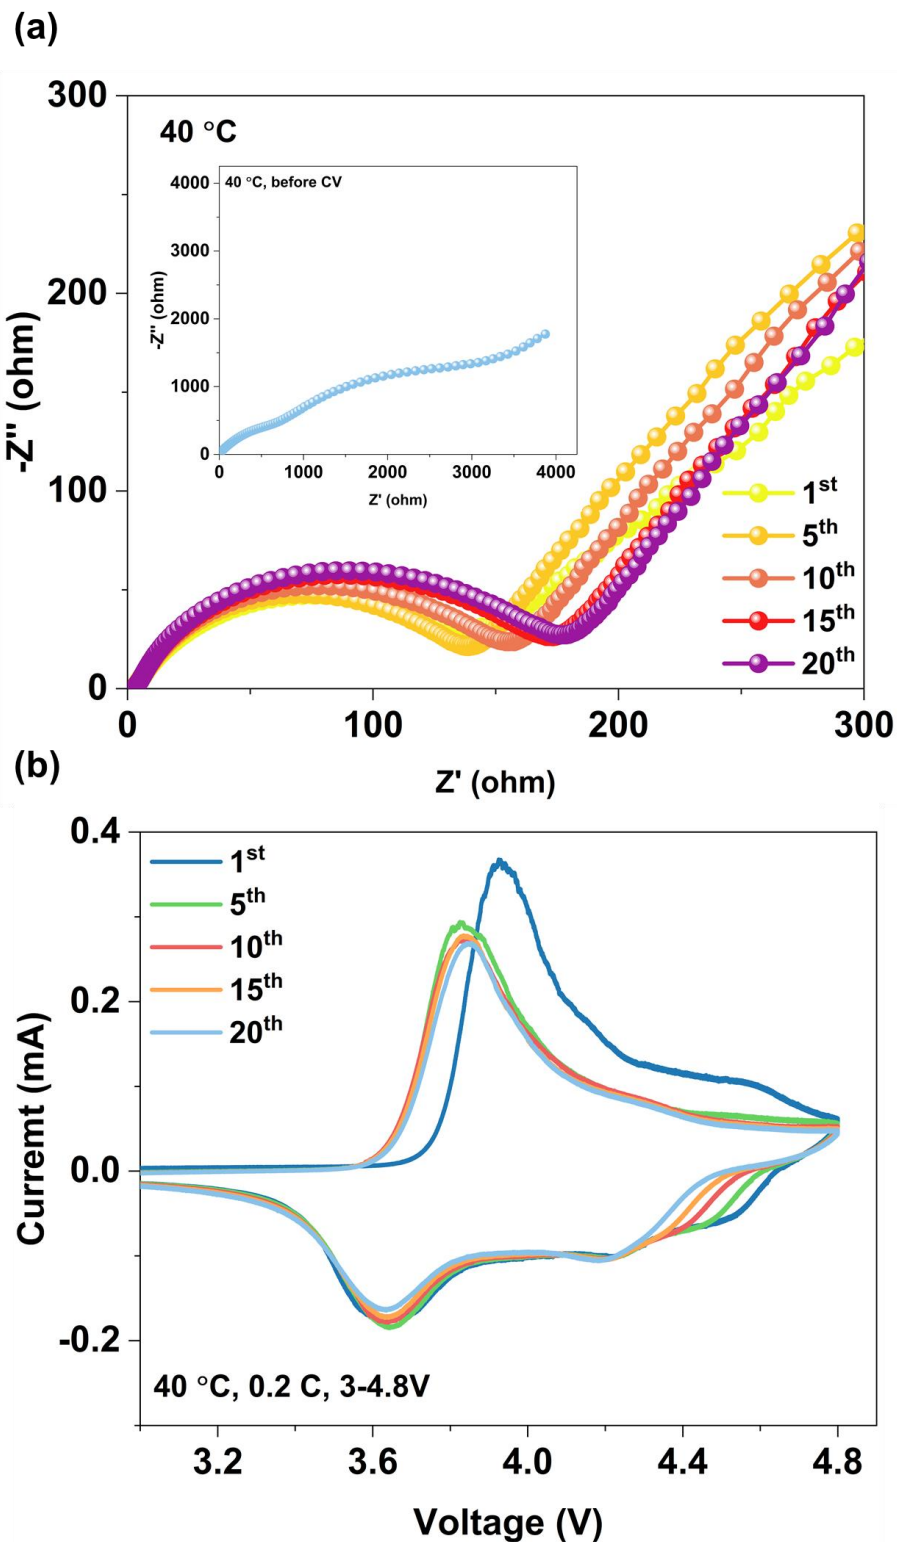 (a)
300
200
100
0
-Z'' (ohm)
40 °C
4000
3000
2000
1000
0
-Z'' (ohm)
40 °C, before CV
0 1000 2000 3000 4000
Z' (ohm)
1st
5th
10th
15th
20th
0 100 200 300
Z' (ohm)
(b)
0.4
0.2
0.0
-0.2
Curremt (mA)
1st
5th
10th
15th
20th
40 °C, 0.2 C, 3-4.8V
3.2 3.6 4.0 4.4 4.8
Voltage (V)